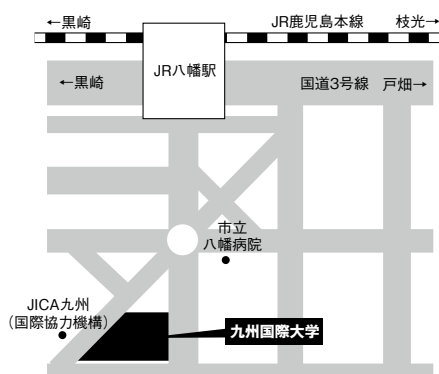 ←黒崎
JR鹿児島本線
枝光→
JR八幡駅
←黒崎
国道3号線
戸畑→
市立
八幡病院
JICA九州
（国際協力機構）
九州国際大学